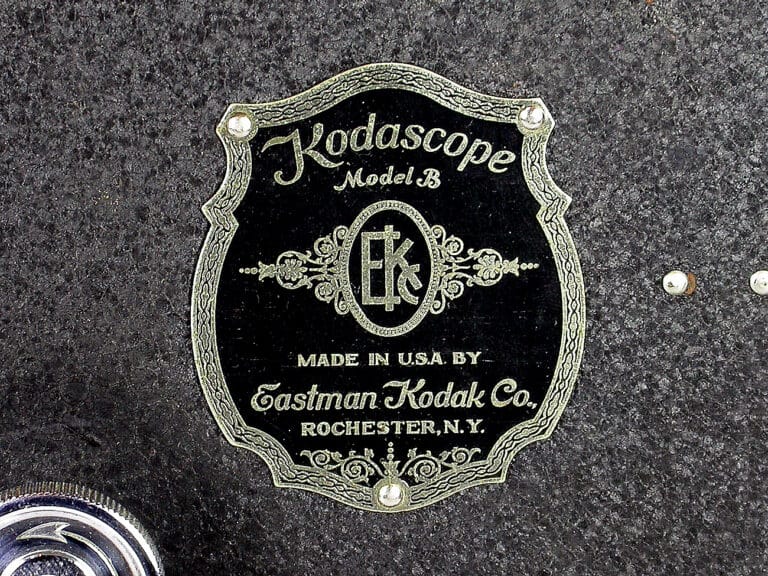 Kodascope
Model B
EKC
MADE IN U.S.A. BY
Eastman Kodak Co.,
ROCHESTER, N.Y.